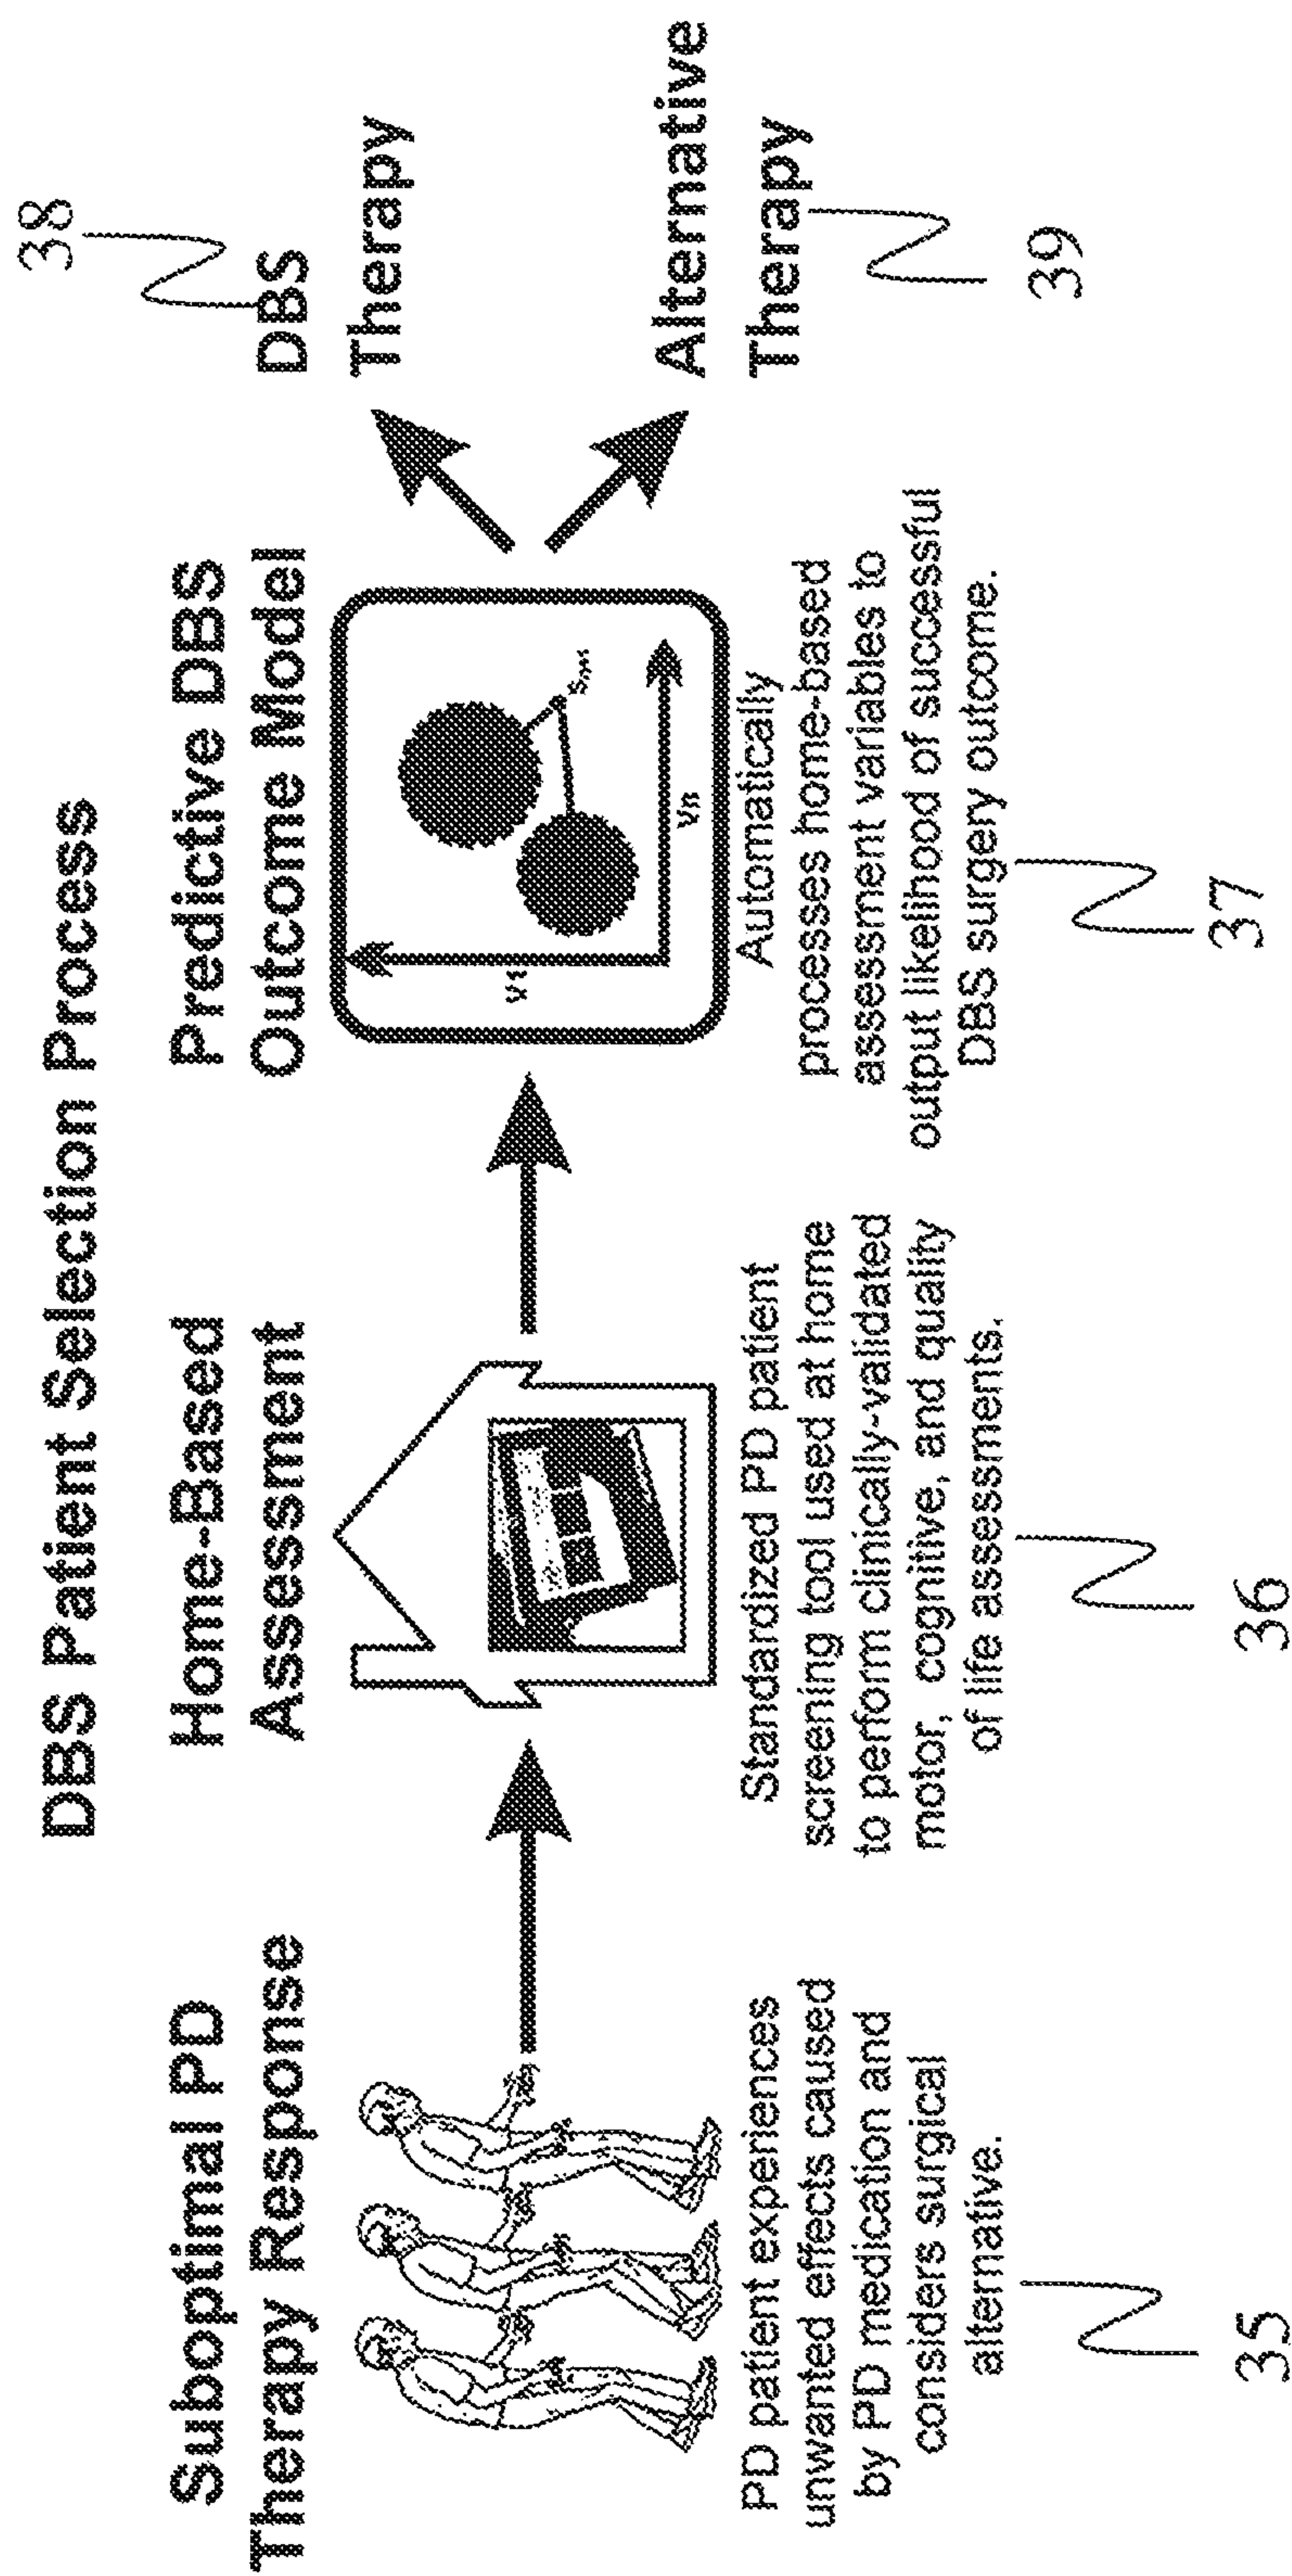 DBS Patient Selection Process
Suboptimal PD
Therapy Response
PD patient experiences
unwanted effects caused
by PD medication and
considers surgical
alternative.
35
Home-Based
Assessment
Standardized PD patient
screening tool used at home
to perform clinically-validated
motor, cognitive, and quality
of life assessments.
36
Predictive DBS
Outcome Model
V1
Vn
Automatically
processes home-based
assessment variables to
output likelihood of successful
DBS surgery outcome.
37
38
DBS
Therapy
Alternative
Therapy
39